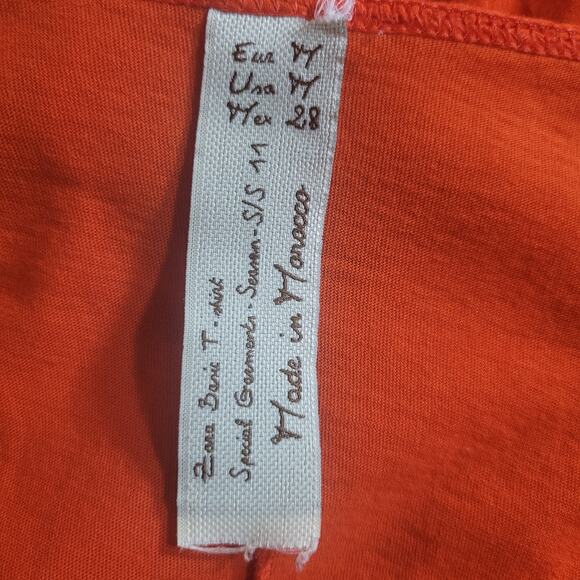 Eur M
Usa M
Mex 28
Zara Basic T-shirt
Special Garments. Season-S/S 11
Made in Morocco